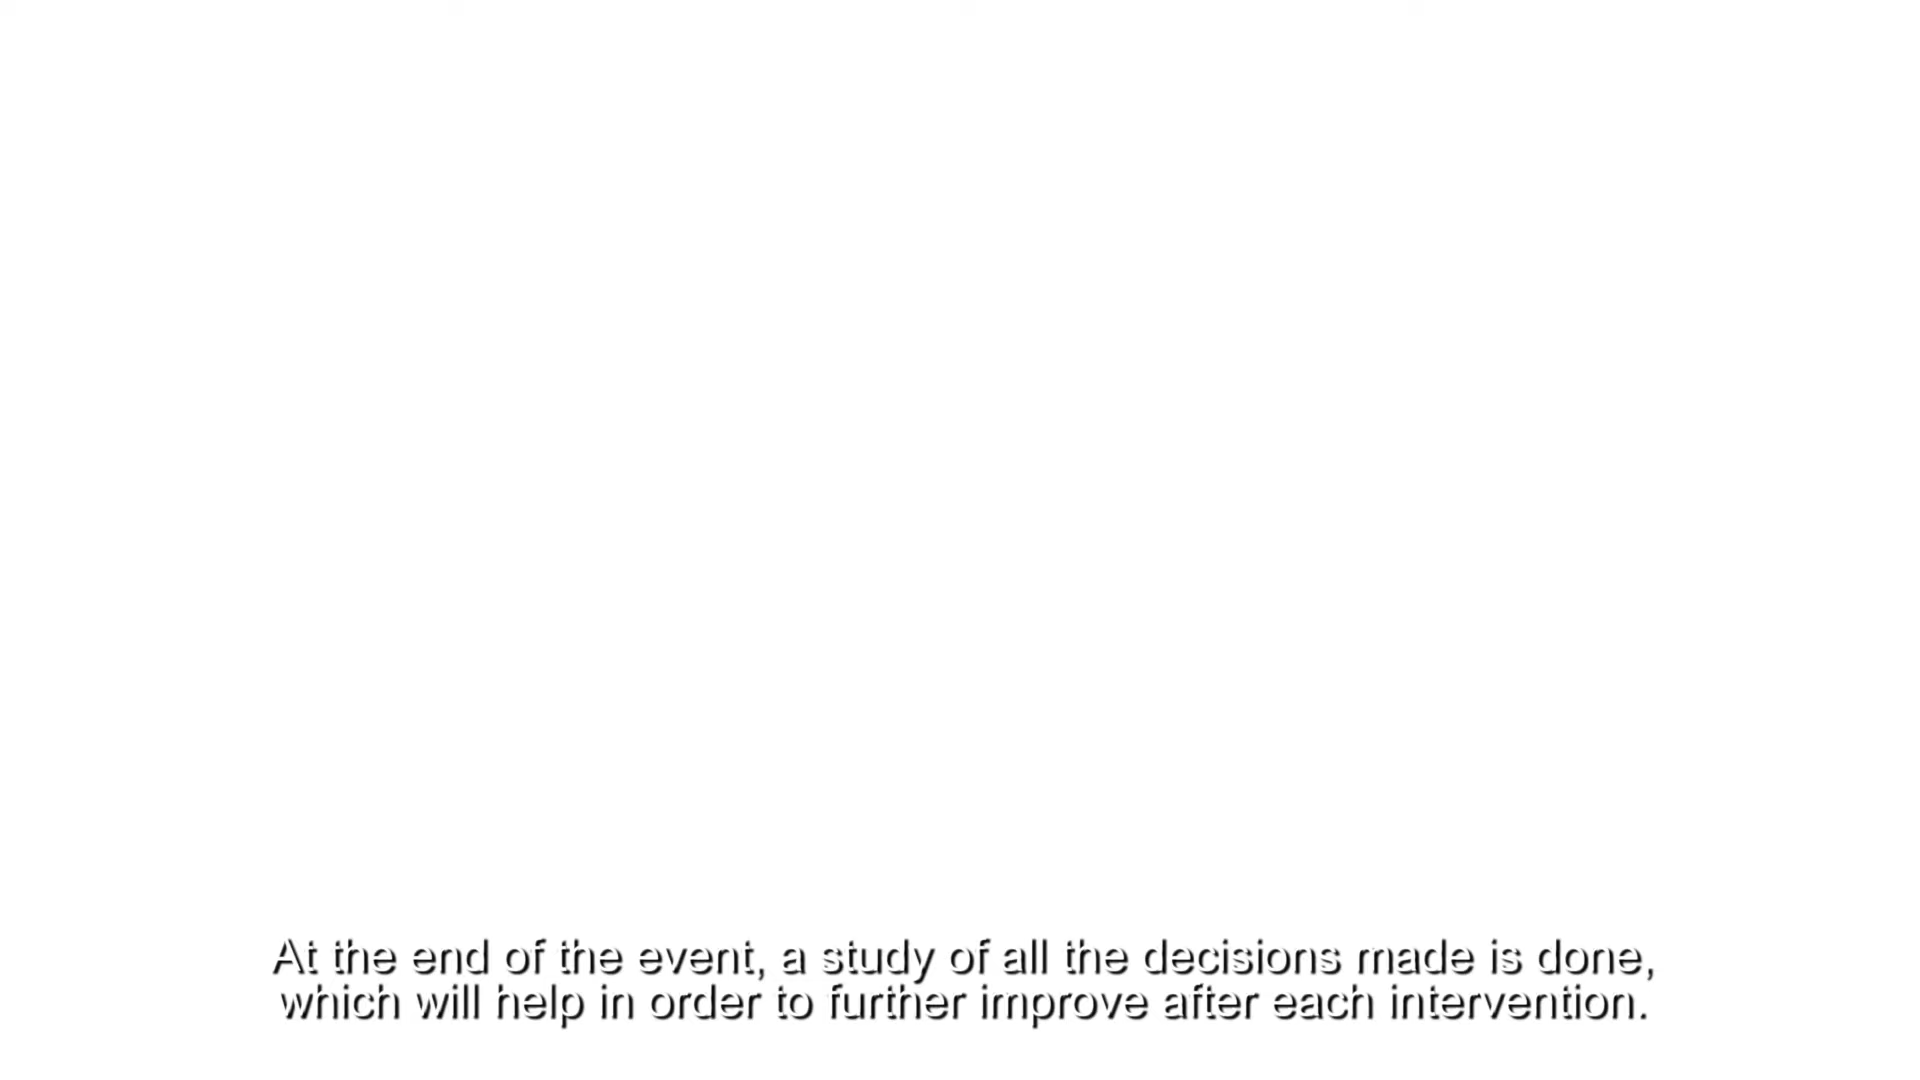 At the end of the event, a study of all the decisions made is done,
which will help in order to further improve after each intervention.